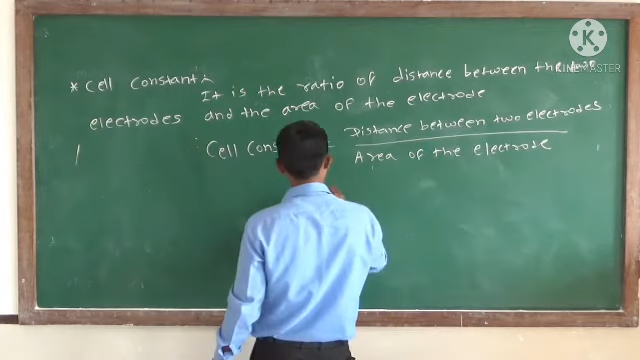 * Cell Constant:-
It is the ratio of distance between the two
electrodes and the area of the electrode
Cell Cons
Distance between two electrodes
Area of the electrode
K
KINEMASTER